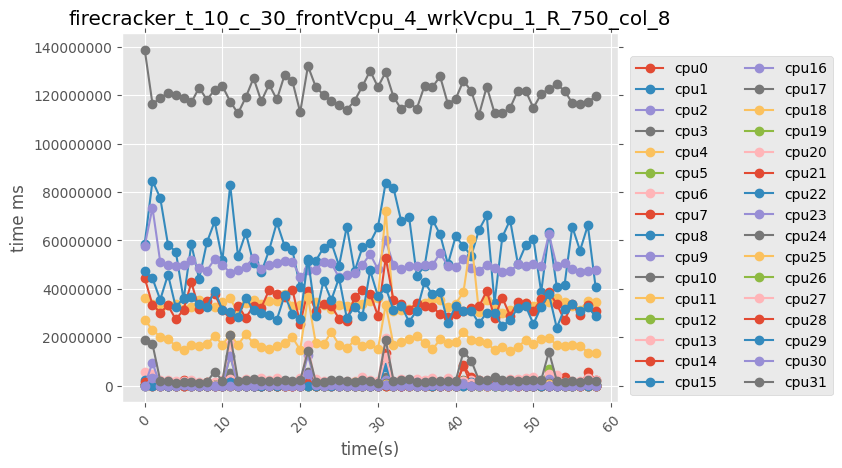 firecracker_t_10_c_30_frontVcpu_4_wrkVcpu_1_R_750_col_8
140000000
120000000
100000000
80000000
60000000
40000000
20000000
0
time ms
0
10
20
30
40
50
60
time(s)
cpu0
cpu1
cpu2
cpu3
cpu4
cpu5
cpu6
cpu7
cpu8
cpu9
cpu10
cpu11
cpu12
cpu13
cpu14
cpu15
cpu16
cpu17
cpu18
cpu19
cpu20
cpu21
cpu22
cpu23
cpu24
cpu25
cpu26
cpu27
cpu28
cpu29
cpu30
cpu31